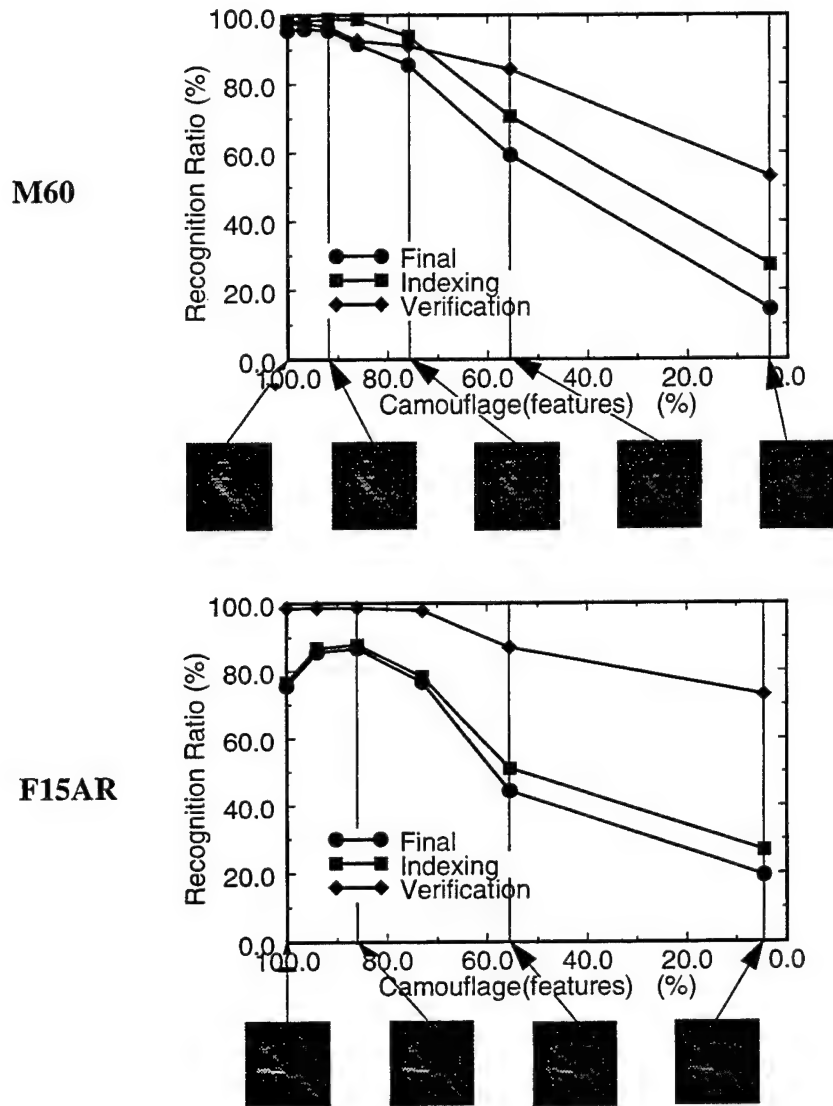 M60
Recognition Ratio (%)
100.0
80.0
60.0
40.0
20.0
0.0
Final
Indexing
Verification
100.0 80.0 60.0 40.0 20.0 0.0
Camouflage(features) (%)
F15AR
Recognition Ratio (%)
100.0
80.0
60.0
40.0
20.0
0.0
Final
Indexing
Verification
100.0 80.0 60.0 40.0 20.0 0.0
Camouflage(features) (%)